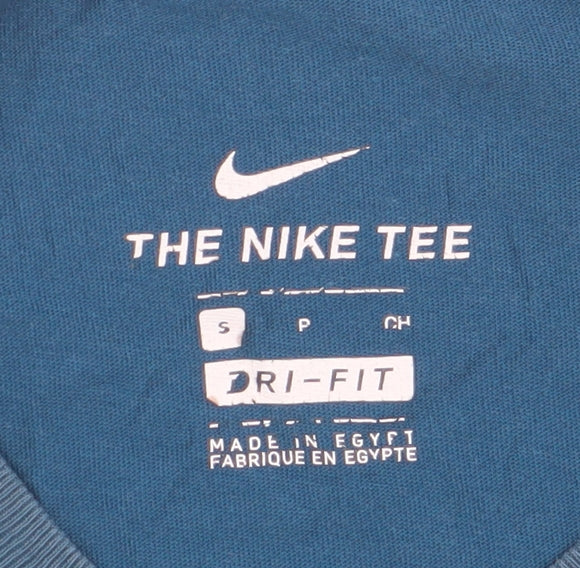 THE NIKE TEE
S P CH
DRI-FIT
MADE IN EGYPT
FABRIQUE EN EGYPTE